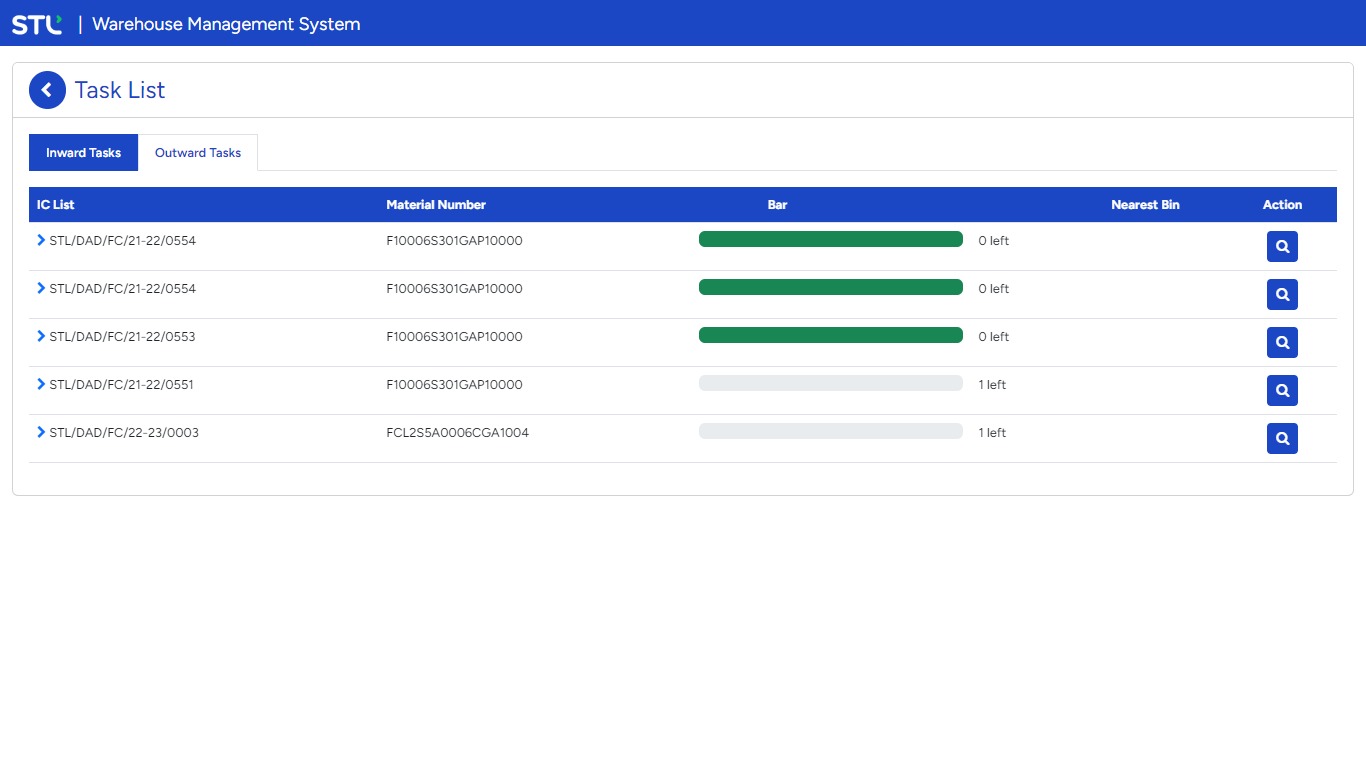 STL | Warehouse Management System
Task List
Inward Tasks Outward Tasks
IC List Material Number Bar Nearest Bin Action
STL/DAD/FC/21-22/0554 F10006S301GAP10000 0 left
STL/DAD/FC/21-22/0554 F10006S301GAP10000 0 left
STL/DAD/FC/21-22/0553 F10006S301GAP10000 0 left
STL/DAD/FC/21-22/0551 F10006S301GAP10000 1 left
STL/DAD/FC/22-23/0003 FCL2S5A0006CGA1004 1 left